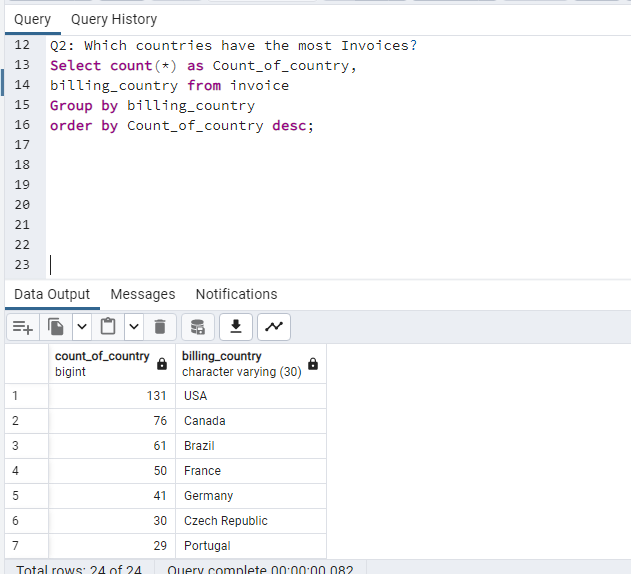 Query Query History
12 Q2: Which countries have the most Invoices?
13 Select count(*) as Count_of_country,
14 billing_country from invoice
15 Group by billing_country
16 order by Count_of_country desc;
17
18
19
20
21
22
23
Data Output Messages Notifications
count_of_country billing_country
bigint character varying (30)
1 131 USA
2 76 Canada
3 61 Brazil
4 50 France
5 41 Germany
6 30 Czech Republic
7 29 Portugal
Total rows: 24 of 24 Query complete 00:00:00.082